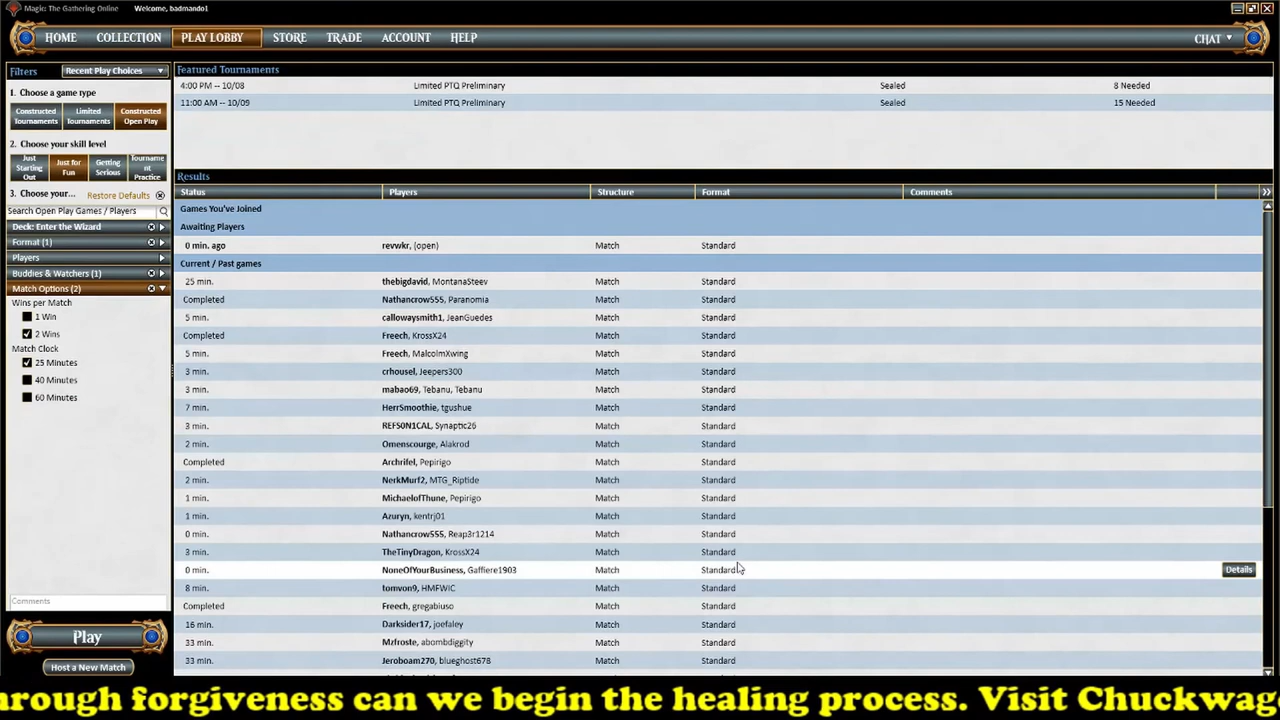 Magic: The Gathering Online Welcome, badmando1
HOME COLLECTION PLAY LOBBY STORE TRADE ACCOUNT HELP CHAT
Filters Recent Play Choices
1. Choose a game type
Constructed Tournaments Limited Tournaments Constructed Open Play
2. Choose your skill level
Just Starting Out Just for Fun Getting Serious Tourname nt Practice
3. Choose your... Restore Defaults
Search Open Play Games / Players
Deck: Enter the Wizard
Format (1)
Players
Buddies & Watchers (1)
Match Options (2)
Wins per Match
1 Win
2 Wins
Match Clock
25 Minutes
40 Minutes
60 Minutes
Comments
Play
Host a New Match
Featured Tournaments
4:00 PM -- 10/08 Limited PTQ Preliminary Sealed 8 Needed
11:00 AM -- 10/09 Limited PTQ Preliminary Sealed 15 Needed
Results
Status Players Structure Format Comments
Games You've Joined
Awaiting Players
0 min. ago revwkr, (open) Match Standard
Current / Past games
25 min. thebigdavid, MontanaSteev Match Standard
Completed Nathancrow555, Paranomia Match Standard
5 min. callowaysmith1, JeanGuedes Match Standard
Completed Freech, KrossX24 Match Standard
5 min. Freech, MalcolmXwing Match Standard
3 min. crhousel, Jeepers300 Match Standard
3 min. mabao69, Tebanu, Tebanu Match Standard
7 min. HerrSmoothie, tgushue Match Standard
3 min. REFS0N1CAL, Synaptic26 Match Standard
2 min. Omenscourge, Alakrod Match Standard
Completed Archrifel, Pepirigo Match Standard
2 min. NerkMurf2, MTG_Riptide Match Standard
1 min. MichaelofThune, Pepirigo Match Standard
1 min. Azuryn, kentrj01 Match Standard
0 min. Nathancrow555, Reap3r1214 Match Standard
3 min. TheTinyDragon, KrossX24 Match Standard
0 min. NoneOfYourBusiness, Gaffiere1903 Match Standard Details
8 min. tomvon9, HMFWIC Match Standard
Completed Freech, gregabiuso Match Standard
16 min. Darksider17, joefaley Match Standard
33 min. Mzfroste, abombdiggity Match Standard
33 min. Jeroboam270, blueghost678 Match Standard
hrough forgiveness can we begin the healing process. Visit Chuckwag